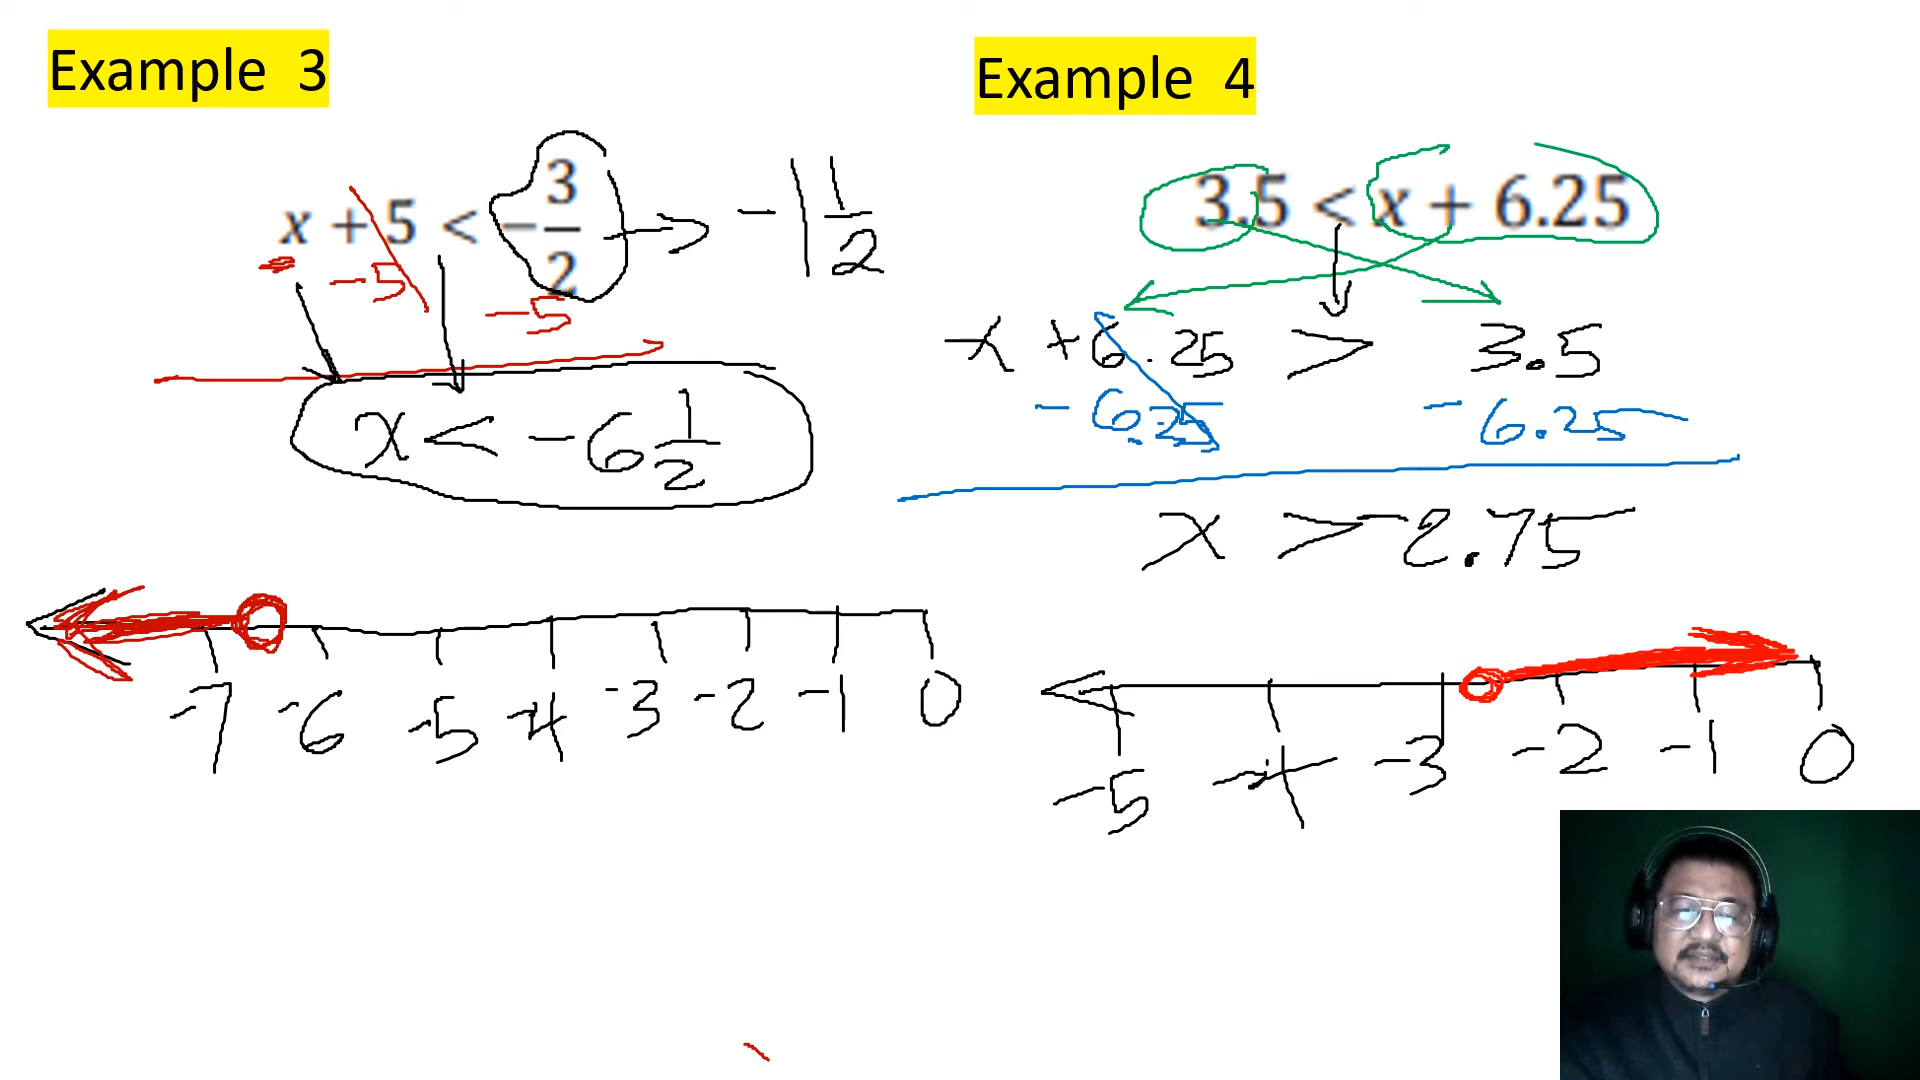 Example 3
x + 5 < -3/2 → -1 1/2
-5 -5
x < -6 1/2
-7 -6 -5 -4 -3 -2 -1 0
Example 4
3.5 < x + 6.25
x + 6.25 > 3.5
-6.25 -6.25
x > -2.75
-5 -4 -3 -2 -1 0